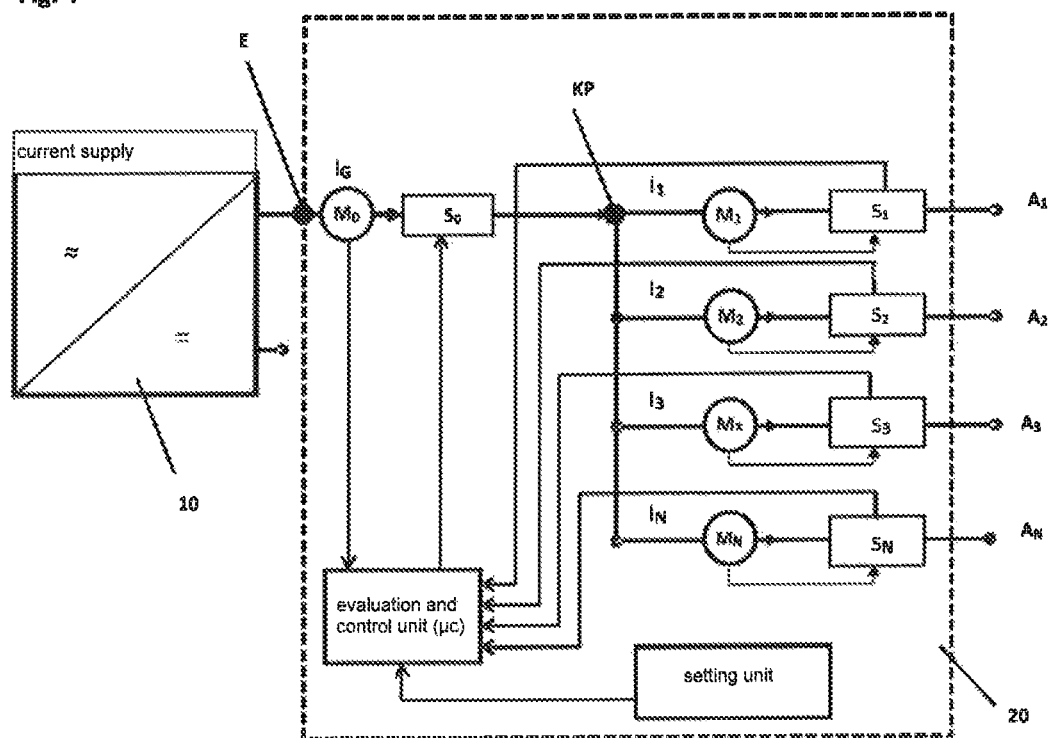 E
KP
current supply
I_G
M_0
S_0
I_1
M_1
S_1
A_1
I_2
M_2
S_2
A_2
≈
=
I_3
S_3
A_3
10
I_N
M_N
S_N
A_N
evaluation and
control unit (µc)
setting unit
20